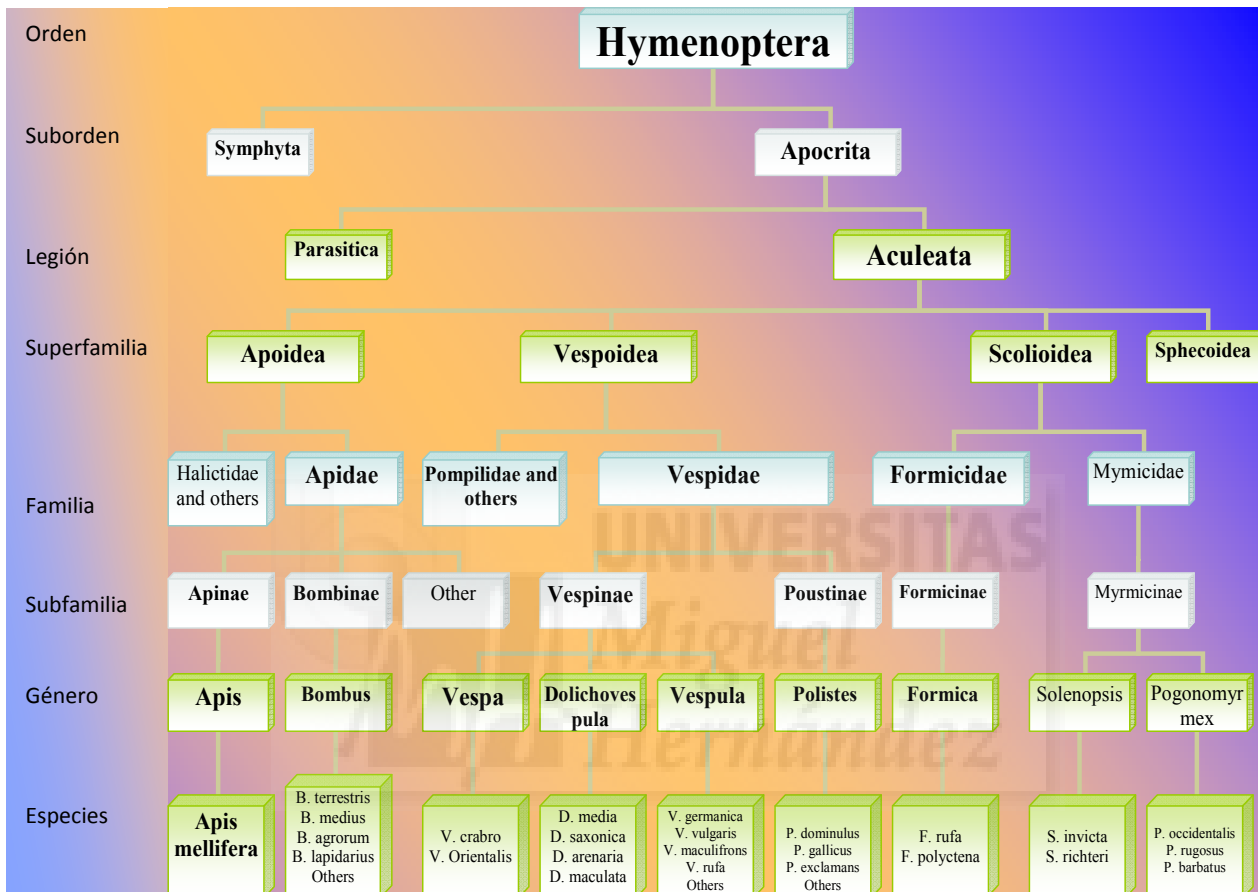 Orden
Hymenoptera
Suborden
Symphyta
Apocrita
Legión
Parasitica
Aculeata
Superfamilia
Apoidea
Vespoidea
Scolioidea
Sphecoidea
Familia
Halictidae
and others
Apidae
Pompilidae and
others
Vespidae
Formicidae
Mymicidae
Subfamilia
Apinae
Bombinae
Other
Vespinae
Poustinae
Formicinae
Myrmicinae
Género
Apis
Bombus
Vespa
Dolichoves
pula
Vespula
Polistes
Formica
Solenopsis
Pogonomyr
mex
Especies
Apis
mellifera
B. terrestris
B. medius
B. agrorum
B. lapidarius
Others
V. crabro
V. Orientalis
D. media
D. saxonica
D. arenaria
D. maculata
V. germanica
V. vulgaris
V. maculifrons
V. rufa
Others
P. dominulus
P. gallicus
P. exclamans
Others
F. rufa
F. polyctena
S. invicta
S. richteri
P. occidentalis
P. rugosus
P. barbatus
UNIVERSITAS
Miguel
Hernández